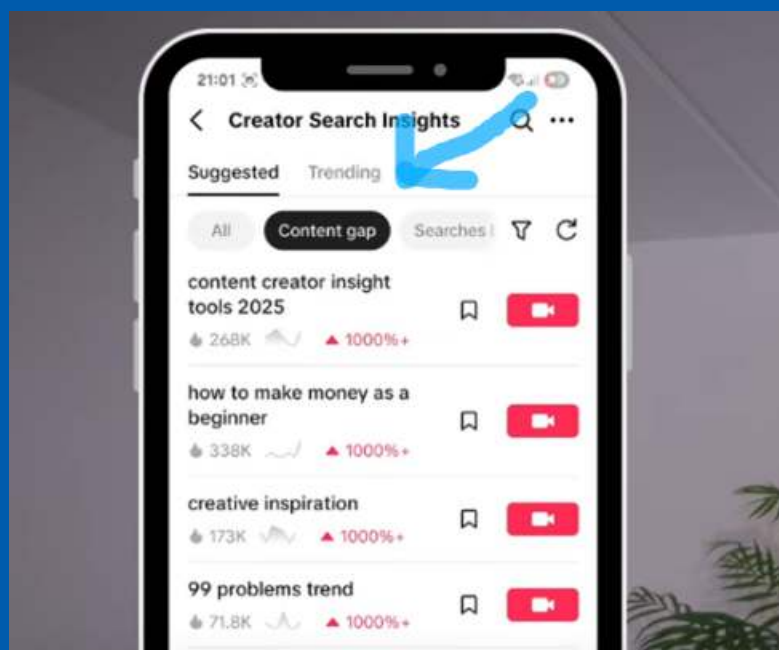 21:01
Creator Search Insights
Suggested Trending
All Content gap Searches
content creator insight
tools 2025
268K 1000%+
how to make money as a
beginner
338K 1000%+
creative inspiration
173K 1000%+
99 problems trend
71.8K 1000%+